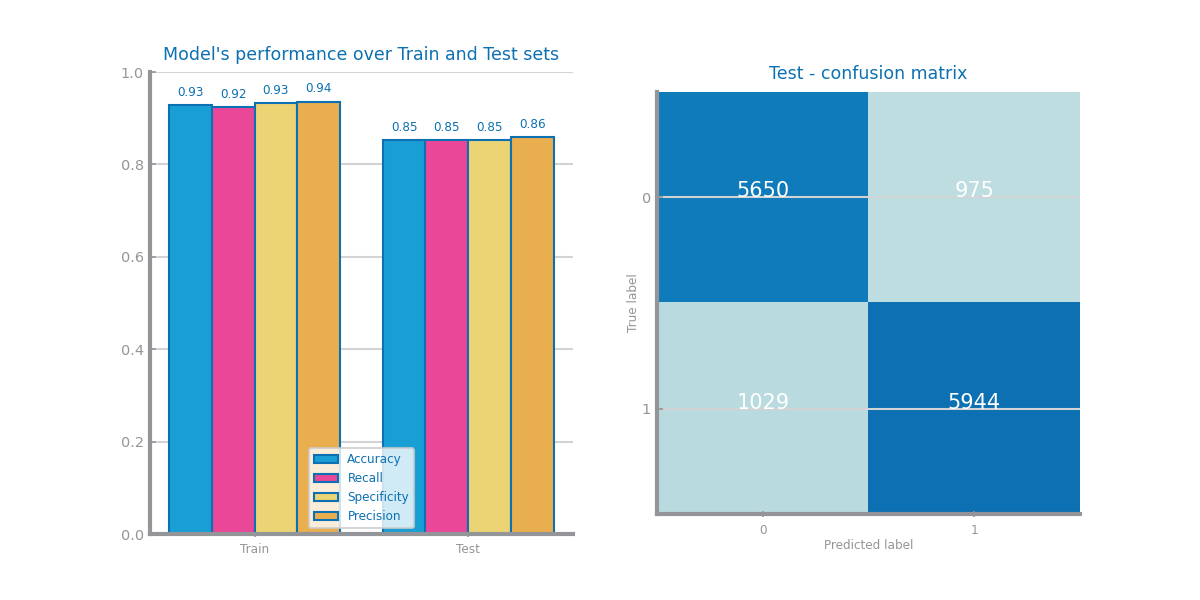 Model's performance over Train and Test sets
1.0
0.8
0.6
0.4
0.2
0.0
0.93 0.92 0.93 0.94
0.85 0.85 0.85 0.86
Accuracy
Recall
Specificity
Precision
Train Test
Test - confusion matrix
True label
0
1
5650 975
1029 5944
0 1
Predicted label